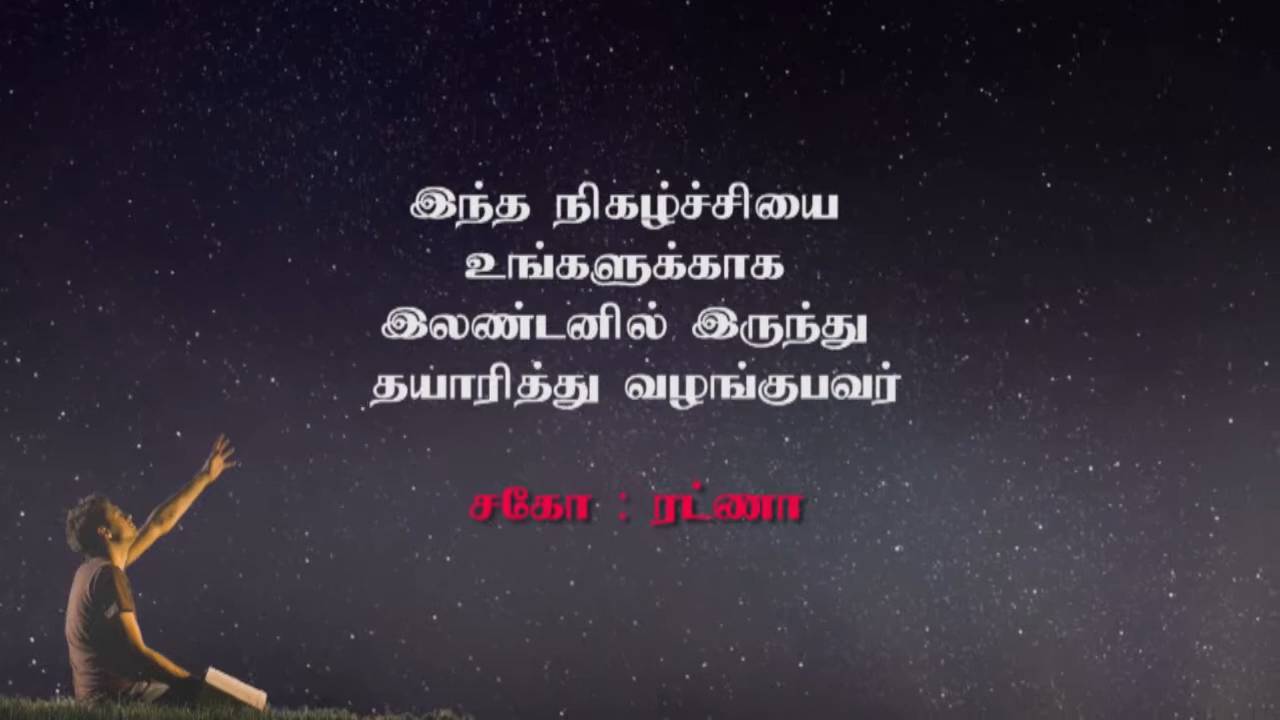 இந்த நிகழ்ச்சியை
உங்களுக்காக
இலண்டனில் இருந்து
தயாரித்து வழங்குபவர்
சகோ : ரட்ணா